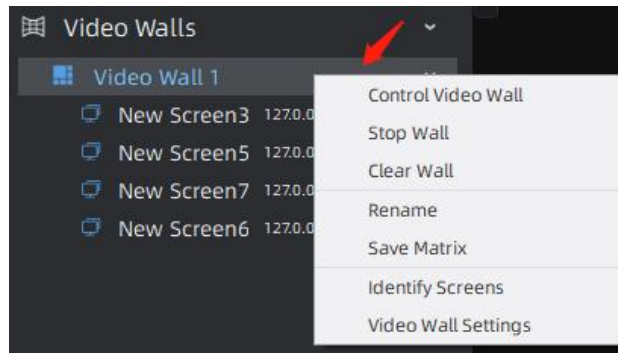 Video Walls
Video Wall 1
New Screen3 127.0.0
New Screen5 127.0.0
New Screen7 127.0.0
New Screen6 127.0.0
Control Video Wall
Stop Wall
Clear Wall
Rename
Save Matrix
Identify Screens
Video Wall Settings